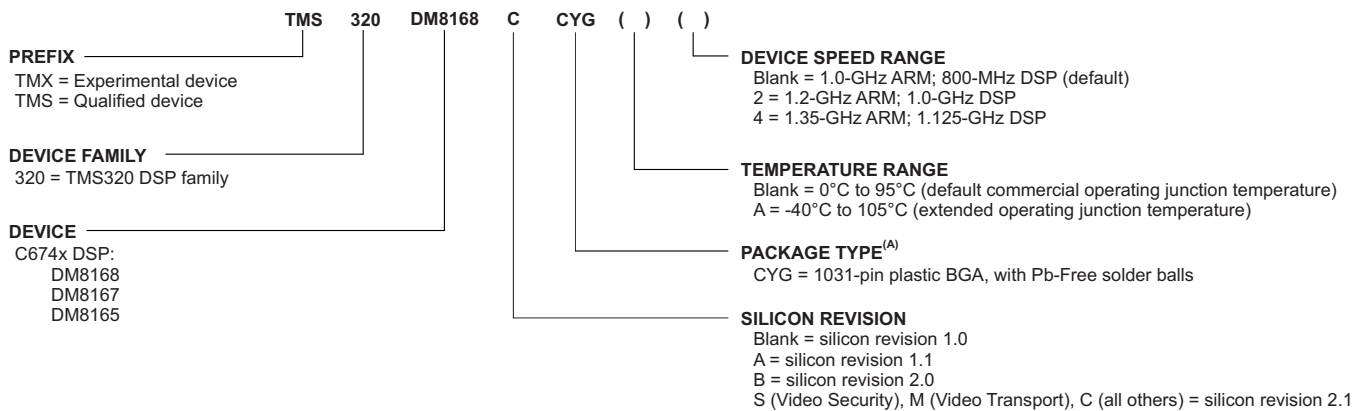 TMS 320 DM8168 C CYG ( ) ( )
PREFIX
TMX = Experimental device
TMS = Qualified device
DEVICE FAMILY
320 = TMS320 DSP family
DEVICE
C674x DSP:
DM8168
DM8167
DM8165
DEVICE SPEED RANGE
Blank = 1.0-GHz ARM; 800-MHz DSP (default)
2 = 1.2-GHz ARM; 1.0-GHz DSP
4 = 1.35-GHz ARM; 1.125-GHz DSP
TEMPERATURE RANGE
Blank = 0°C to 95°C (default commercial operating junction temperature)
A = -40°C to 105°C (extended operating junction temperature)
PACKAGE TYPE(A)
CYG = 1031-pin plastic BGA, with Pb-Free solder balls
SILICON REVISION
Blank = silicon revision 1.0
A = silicon revision 1.1
B = silicon revision 2.0
S (Video Security), M (Video Transport), C (all others) = silicon revision 2.1